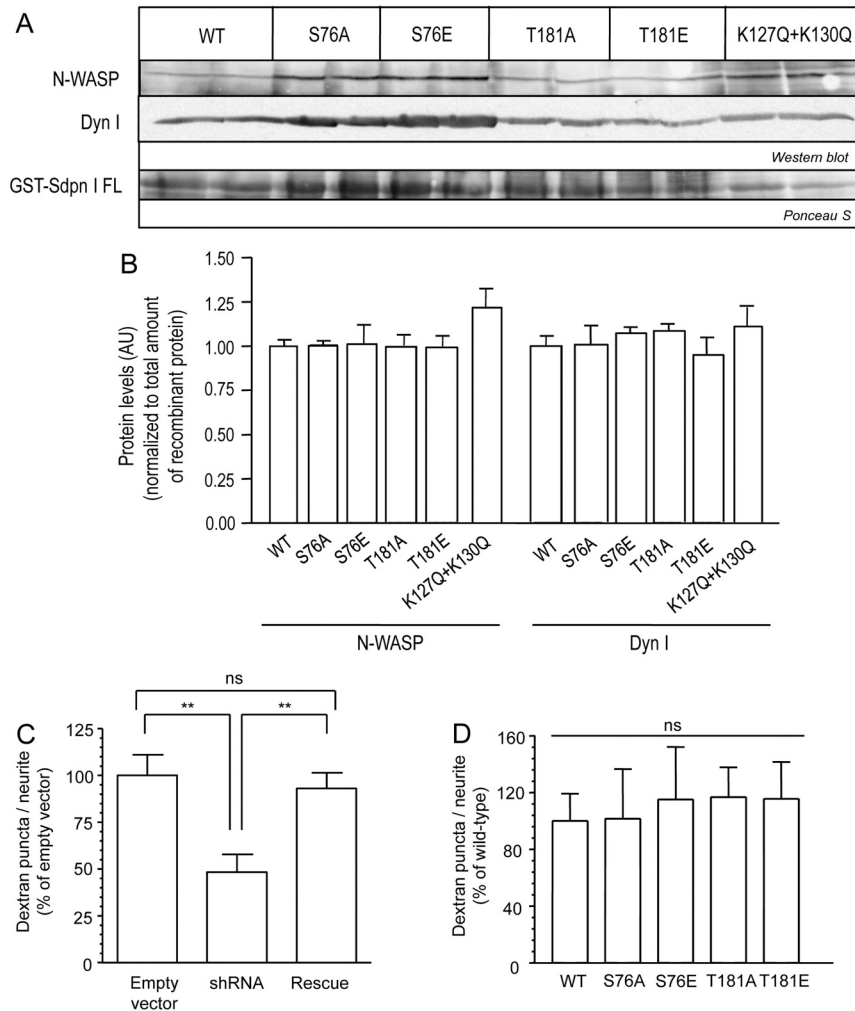 A
WT S76A S76E T181A T181E K127Q+K130Q
N-WASP
Dyn I
Western blot
GST-Sdpn I FL
Ponceau S
B
Protein levels (AU)
(normalized to total amount
of recombinant protein)
1.50
1.25
1.00
0.75
0.50
0.25
0.00
WT S76A S76E T181A T181E K127Q+K130Q WT S76A S76E T181A T181E K127Q+K130Q
N-WASP Dyn I
C
ns
** **
Dextran puncta / neurite
(% of empty vector)
125
100
75
50
25
0
Empty
vector
shRNA
Rescue
D
ns
Dextran puncta / neurite
(% of wild-type)
160
120
80
40
0
WT S76A S76E T181A T181E